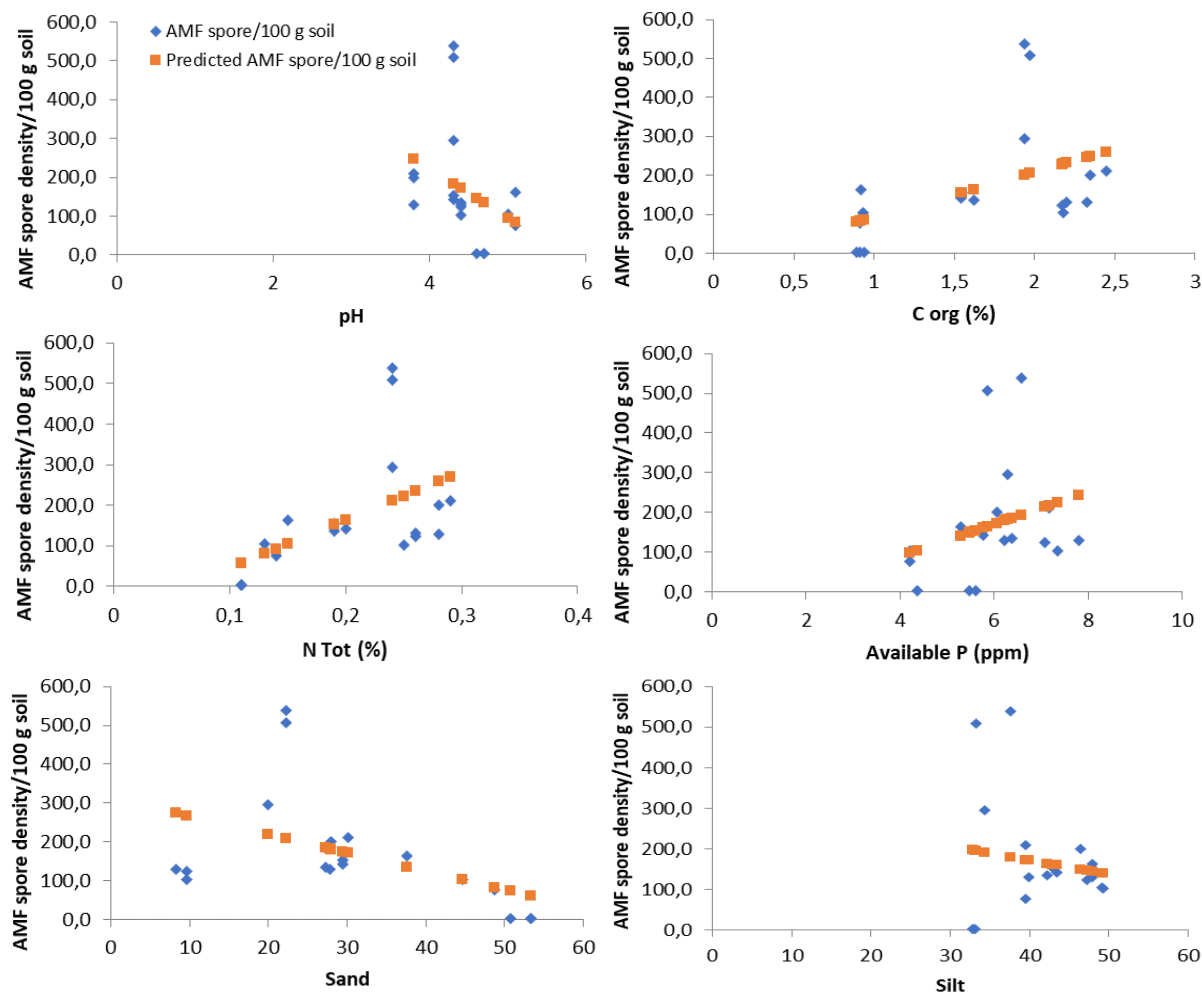 AMF spore density/100 g soil
600,0
500,0
400,0
300,0
200,0
100,0
0,0
AMF spore/100 g soil
Predicted AMF spore/100 g soil
0 2 4 6
pH
AMF spore density/100 g soil
600,0
500,0
400,0
300,0
200,0
100,0
0,0
0 0,5 1 1,5 2 2,5 3
C org (%)
AMF spore density/100 g soil
600,0
500,0
400,0
300,0
200,0
100,0
0,0
0 0,1 0,2 0,3 0,4
N Tot (%)
AMF spore density/100 g soil
600,0
500,0
400,0
300,0
200,0
100,0
0,0
0 2 4 6 8 10
Available P (ppm)
AMF spore density/100 g soil
600,0
500,0
400,0
300,0
200,0
100,0
0,0
0 10 20 30 40 50 60
Sand
AMF spore density/100 g soil
600,0
500,0
400,0
300,0
200,0
100,0
0,0
0 10 20 30 40 50 60
Silt